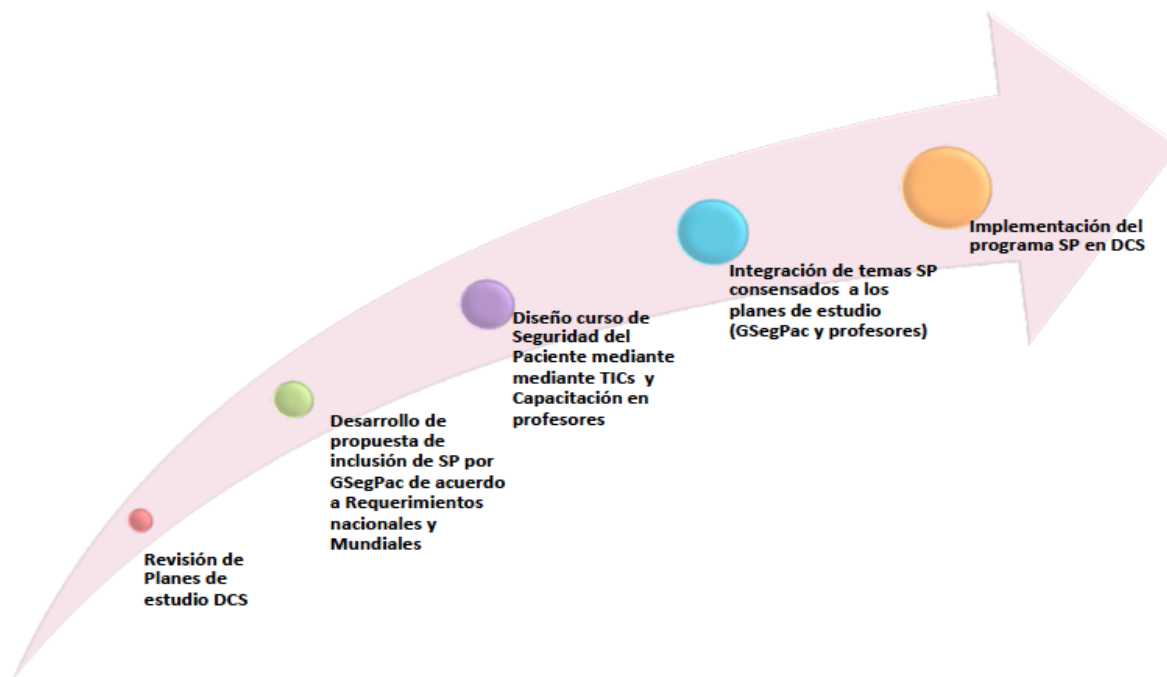 Revisión de
Planes de
estudio DCS
Desarrollo de
propuesta de
inclusión de SP por
GSegPac de acuerdo
a Requerimientos
nacionales y
Mundiales
Diseño curso de
Seguridad del
Paciente mediante
mediante TICs y
Capacitación en
profesores
Integración de temas SP
consensados a los
planes de estudio
(GSegPac y profesores)
Implementación del
programa SP en DCS